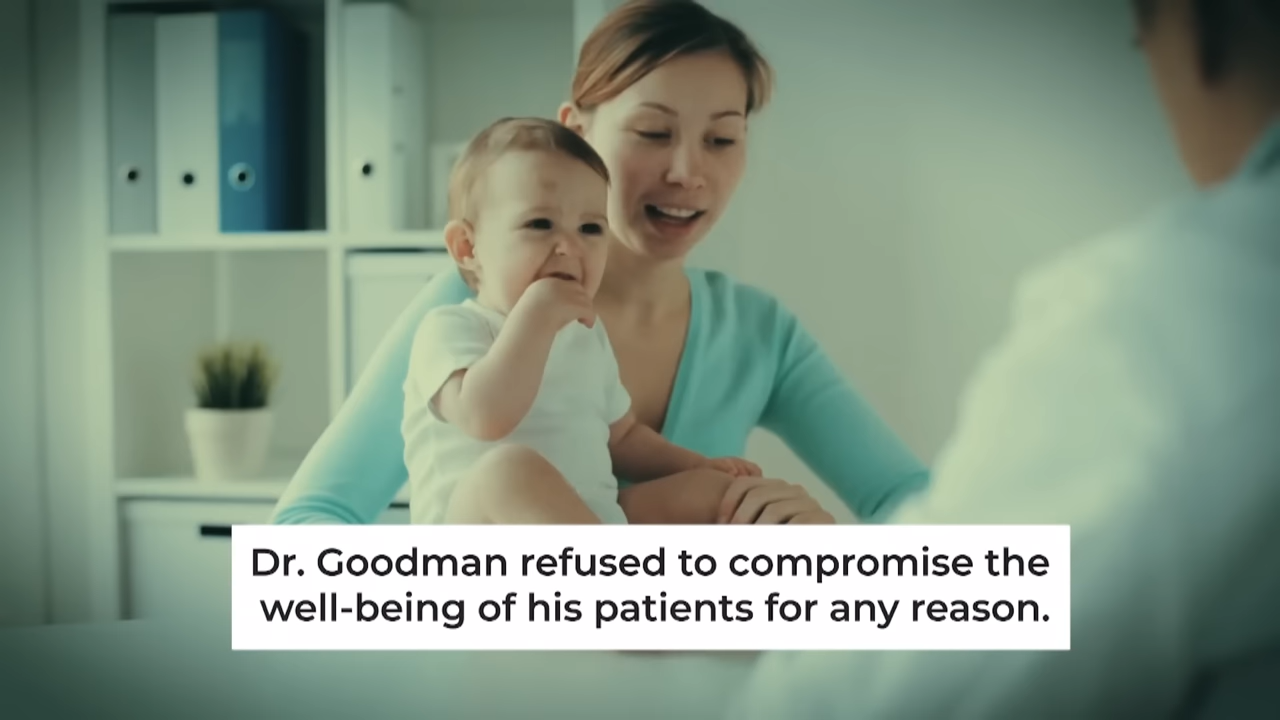 Dr. Goodman refused to compromise the
well-being of his patients for any reason.